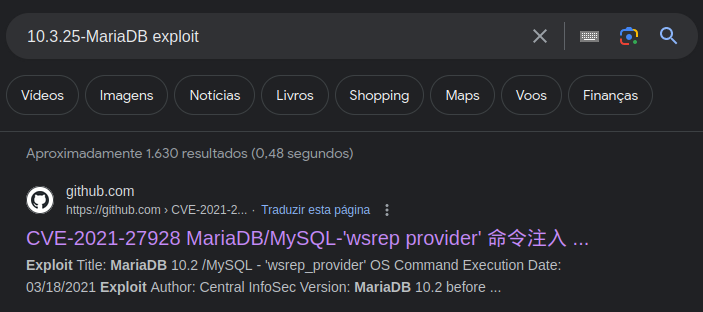 10.3.25-MariaDB exploit
Vídeos
Imagens
Notícias
Livros
Shopping
Maps
Voos
Finanças
Aproximadamente 1.630 resultados (0,48 segundos)
github.com
https://github.com › CVE-2021-2... · Traduzir esta página
CVE-2021-27928 MariaDB/MySQL-'wsrep provider' 命令注入 ...
Exploit Title: MariaDB 10.2 /MySQL - 'wsrep_provider' OS Command Execution Date:
03/18/2021 Exploit Author: Central InfoSec Version: MariaDB 10.2 before ...